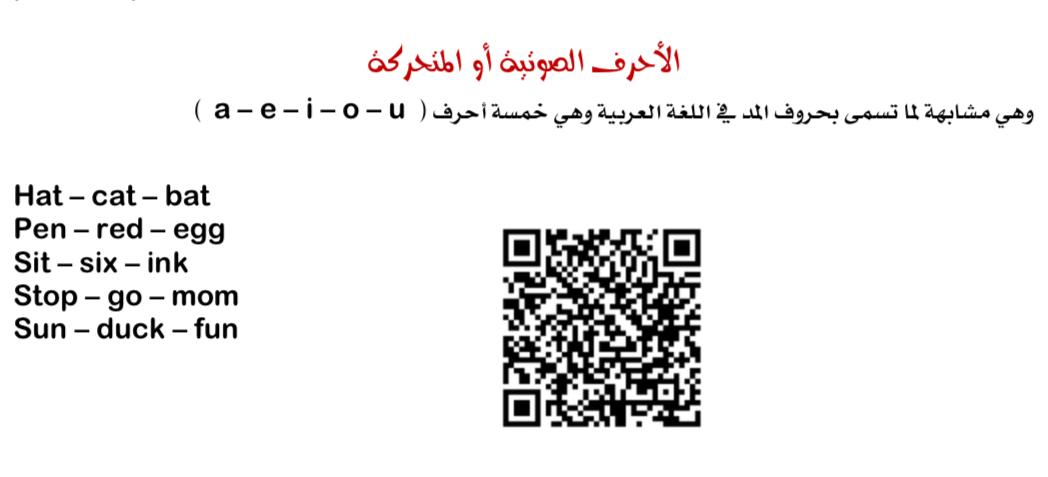 الأحرف الصوتية أو المتحركة
وهي مشابهة لما تسمى بحروف المد في اللغة العربية وهي خمسة أحرف ( a – e – i – o – u )
Hat – cat – bat
Pen – red – egg
Sit – six – ink
Stop – go – mom
Sun – duck – fun